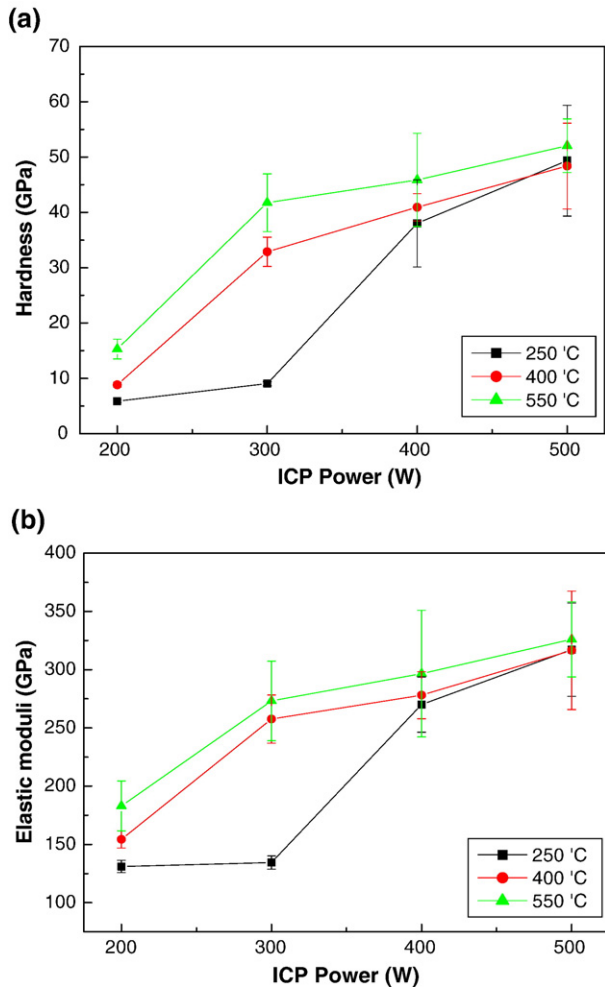 (a)
70
60
50
40
30
20
10
0
Hardness (GPa)
250 'C
400 'C
550 'C
200 300 400 500
ICP Power (W)
(b)
400
350
300
250
200
150
100
Elastic moduli (GPa)
250 'C
400 'C
550 'C
200 300 400 500
ICP Power (W)